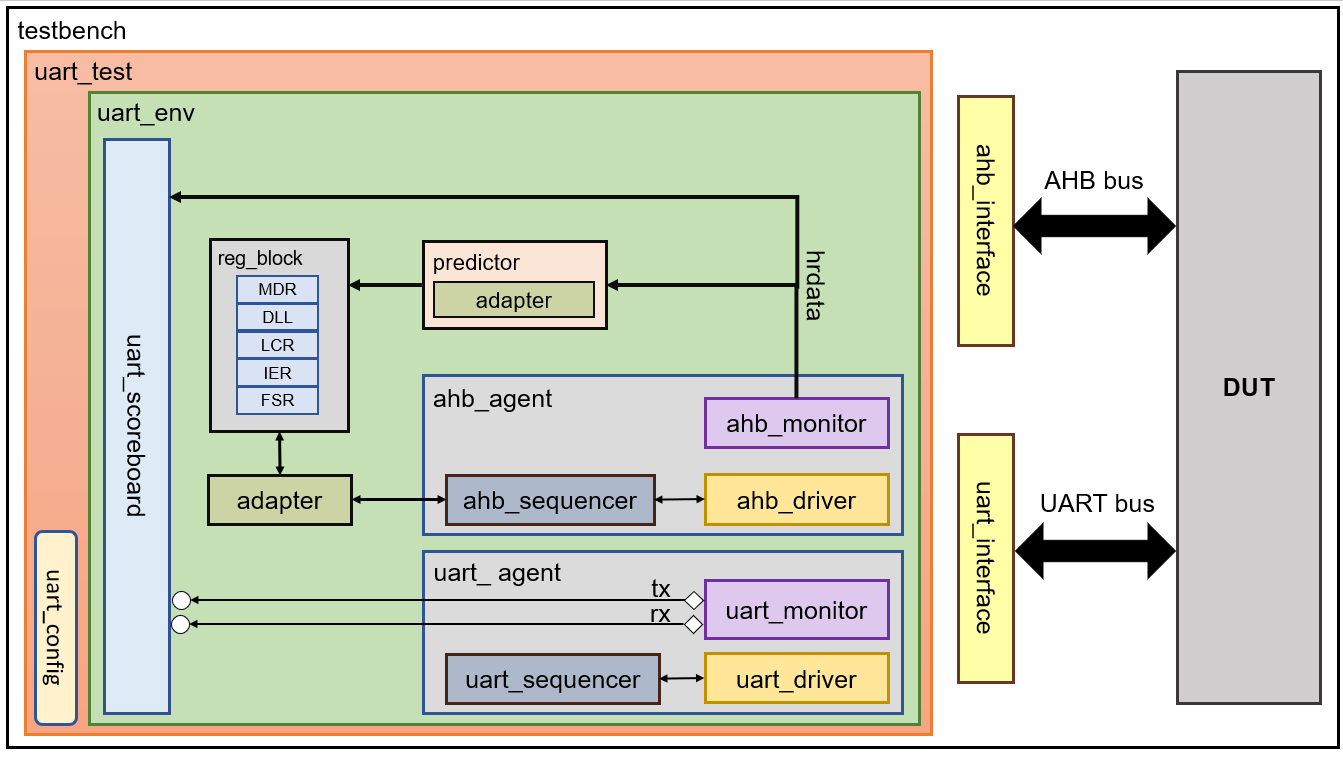 testbench
uart_test
uart_env
uart_scoreboard
uart_config
reg_block
MDR
DLL
LCR
IER
FSR
predictor
adapter
hrdata
adapter
ahb_agent
ahb_monitor
ahb_sequencer
ahb_driver
uart_ agent
tx
rx
uart_monitor
uart_sequencer
uart_driver
ahb_interface
AHB bus
uart_interface
UART bus
DUT